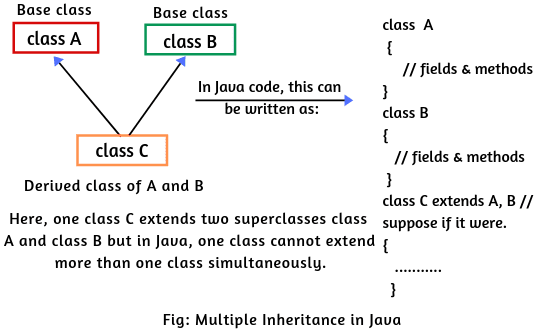 Base class
Base class
class A
class B
In Java code, this can
be written as:
class C
Derived class of A and B
Here, one class C extends two superclasses class
A and class B but in Java, one class cannot extend
more than one class simultaneously.
class  A
{
// fields & methods
}
class B
{
// fields & methods
}
class C extends A, B //
suppose if it were.
{
...........
}
Fig: Multiple Inheritance in Java